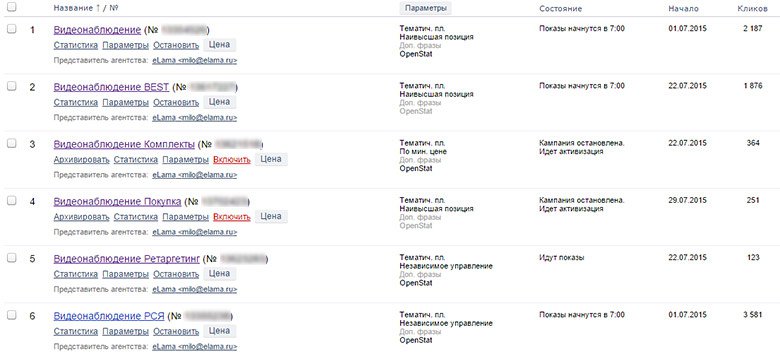 Название ↑ / № Параметры Состояние Начало Кликов
1 Видеонаблюдение (№ )
Статистика Параметры Остановить Цена
Представитель агентства: eLama <milo@elama.ru>
Тематич. пл.
Наивысшая позиция
Доп. фразы
OpenStat
Показы начнутся в 7:00 01.07.2015 2 187
2 Видеонаблюдение BEST (№ )
Статистика Параметры Остановить Цена
Представитель агентства: eLama <milo@elama.ru>
Тематич. пл.
Наивысшая позиция
Доп. фразы
OpenStat
Показы начнутся в 7:00 22.07.2015 1 876
3 Видеонаблюдение Комплекты (№ )
Архивировать Статистика Параметры Включить Цена
Представитель агентства: eLama <milo@elama.ru>
Тематич. пл.
По мин. цене
Доп. фразы
OpenStat
Кампания остановлена.
Идет активизация
22.07.2015 364
4 Видеонаблюдение Покупка (№ )
Архивировать Статистика Параметры Включить Цена
Представитель агентства: eLama <milo@elama.ru>
Тематич. пл.
Наивысшая позиция
Доп. фразы
OpenStat
Кампания остановлена.
Идет активизация
29.07.2015 251
5 Видеонаблюдение Ретаргетинг (№ )
Статистика Параметры Остановить Цена
Представитель агентства: eLama <milo@elama.ru>
Тематич. пл.
Независимое управление
Доп. фразы
OpenStat
Идут показы 22.07.2015 123
6 Видеонаблюдение РСЯ (№ )
Статистика Параметры Остановить Цена
Представитель агентства: eLama <milo@elama.ru>
Тематич. пл.
Независимое управление
Доп. фразы
OpenStat
Показы начнутся в 7:00 01.07.2015 3 581